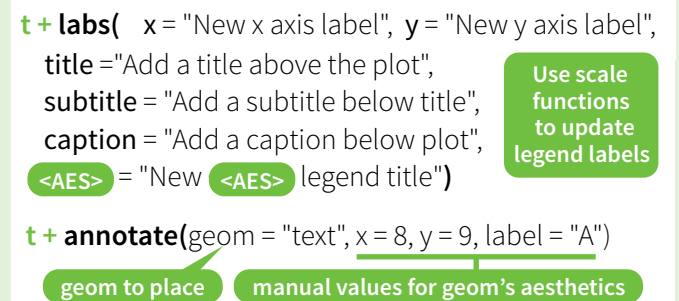 t + labs( x = "New x axis label", y = "New y axis label",
title ="Add a title above the plot",
subtitle = "Add a subtitle below title",
caption = "Add a caption below plot",
<AES> = "New <AES> legend title")
Use scale
functions
to update
legend labels
t + annotate(geom = "text", x = 8, y = 9, label = "A")
geom to place
manual values for geom's aesthetics